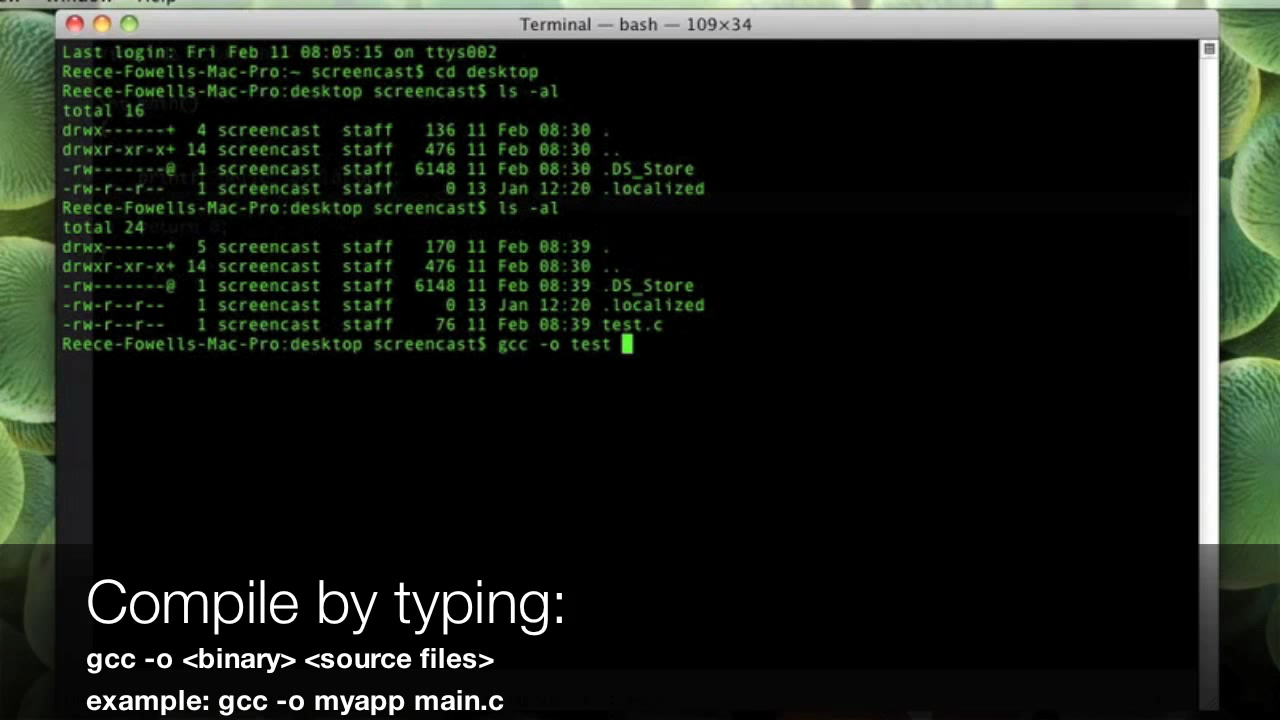 Terminal — bash — 109×34
Last login: Fri Feb 11 08:05:15 on ttys002
Reece-Fowells-Mac-Pro:~ screencast$ cd desktop
Reece-Fowells-Mac-Pro:desktop screencast$ ls -al
total 16
drwx------+  4 screencast  staff   136 11 Feb 08:30 .
drwxr-xr-x+ 14 screencast  staff   476 11 Feb 08:30 ..
-rw-------@  1 screencast  staff  6148 11 Feb 08:30 .DS_Store
-rw-r--r--   1 screencast  staff     0 13 Jan 12:20 .localized
Reece-Fowells-Mac-Pro:desktop screencast$ ls -al
total 24
drwx------+  5 screencast  staff   170 11 Feb 08:39 .
drwxr-xr-x+ 14 screencast  staff   476 11 Feb 08:30 ..
-rw-------@  1 screencast  staff  6148 11 Feb 08:39 .DS_Store
-rw-r--r--   1 screencast  staff     0 13 Jan 12:20 .localized
-rw-r--r--   1 screencast  staff    76 11 Feb 08:39 test.c
Reece-Fowells-Mac-Pro:desktop screencast$ gcc -o test
Compile by typing:
gcc -o <binary> <source files>
example: gcc -o myapp main.c